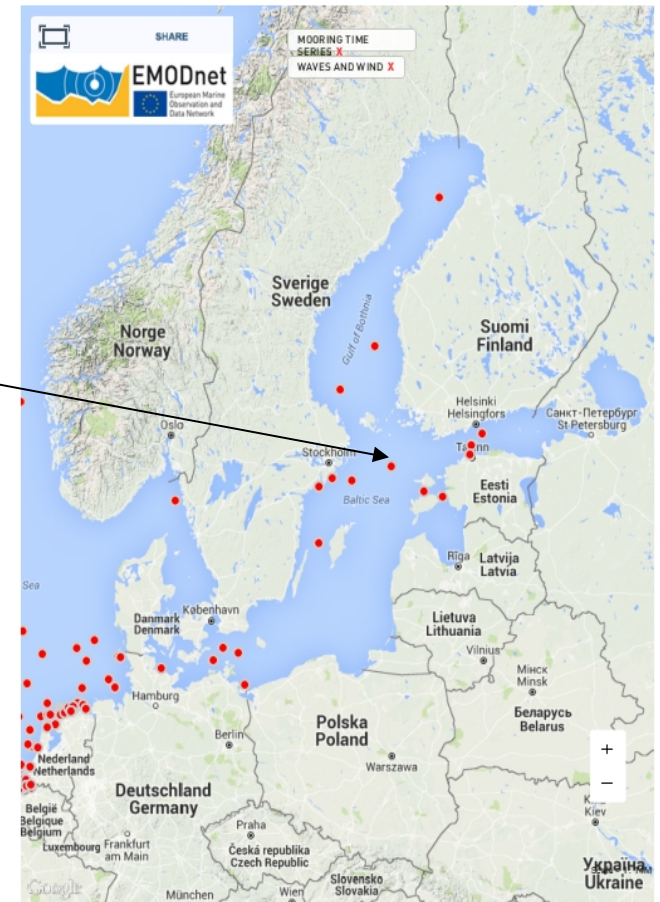 SHARE
EMODnet
European Marine
Observation and
Data Network
MOORING TIME
SERIES X
WAVES AND WIND X
Sverige
Sweden
Norge
Norway
Gulf of Bothnia
Suomi
Finland
Oslo
Helsinki
Helsingfors
Санкт-Петербург
St Petersburg
Stockholm
Baltic Sea
Eesti
Estonia
Rīga
Latvija
Latvia
Sea
København
Danmark
Denmark
Lietuva
Lithuania
Vilnius
Мінск
Minsk
Беларусь
Belarus
Hamburg
Berlin
Polska
Poland
Warszawa
Nederland
Netherlands
Deutschland
Germany
België
Belgique
Belgium
Luxembourg
Frankfurt
am Main
Praha
Česká republika
Czech Republic
Kiev
Україна
Ukraine
Slovensko
Slovakia
München
Wien
Google
+
−